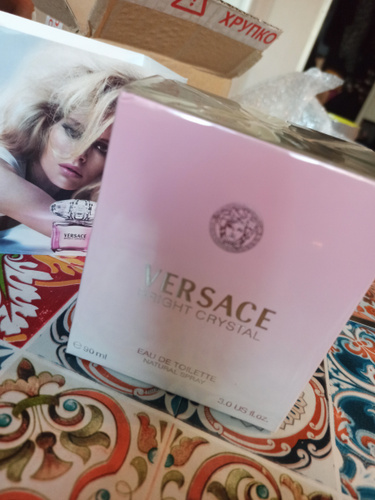 ХРУПКО
VERSACE
VERSACE
BRIGHT CRYSTAL
EAU DE TOILETTE
NATURAL SPRAY
℮ 90 ml
3.0 US fl.oz.